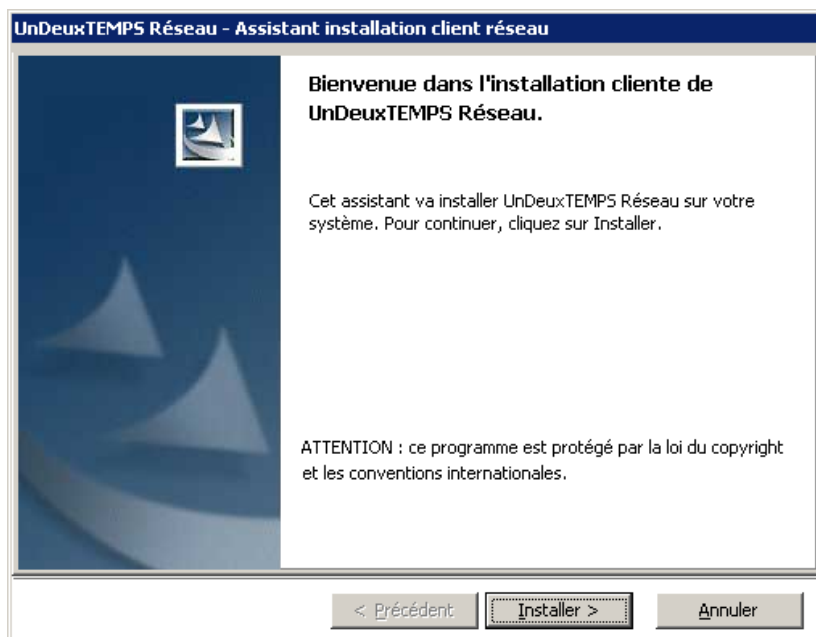 UnDeuxTEMPS Réseau - Assistant installation client réseau
Bienvenue dans l'installation cliente de
UnDeuxTEMPS Réseau.
Cet assistant va installer UnDeuxTEMPS Réseau sur votre
système. Pour continuer, cliquez sur Installer.
ATTENTION : ce programme est protégé par la loi du copyright
et les conventions internationales.
< Précédent
Installer >
Annuler